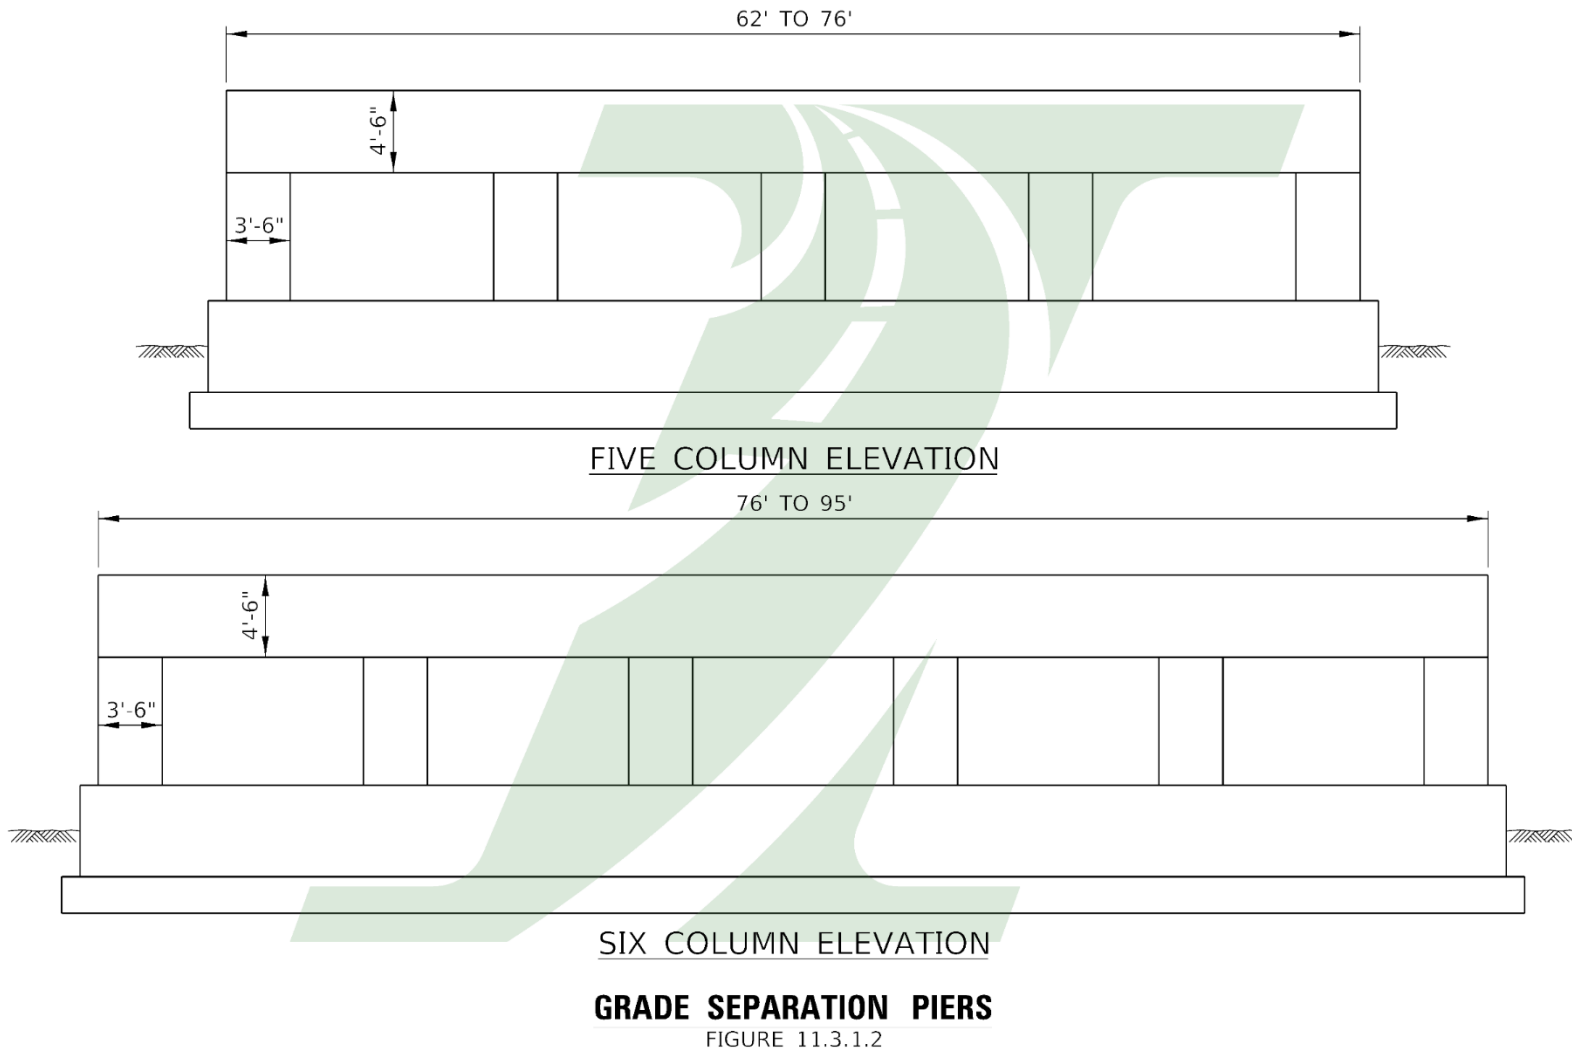 62' TO 76'
4'-6"
3'-6"
FIVE COLUMN ELEVATION
76' TO 95'
4'-6"
3'-6"
SIX COLUMN ELEVATION
GRADE SEPARATION PIERS
FIGURE 11.3.1.2